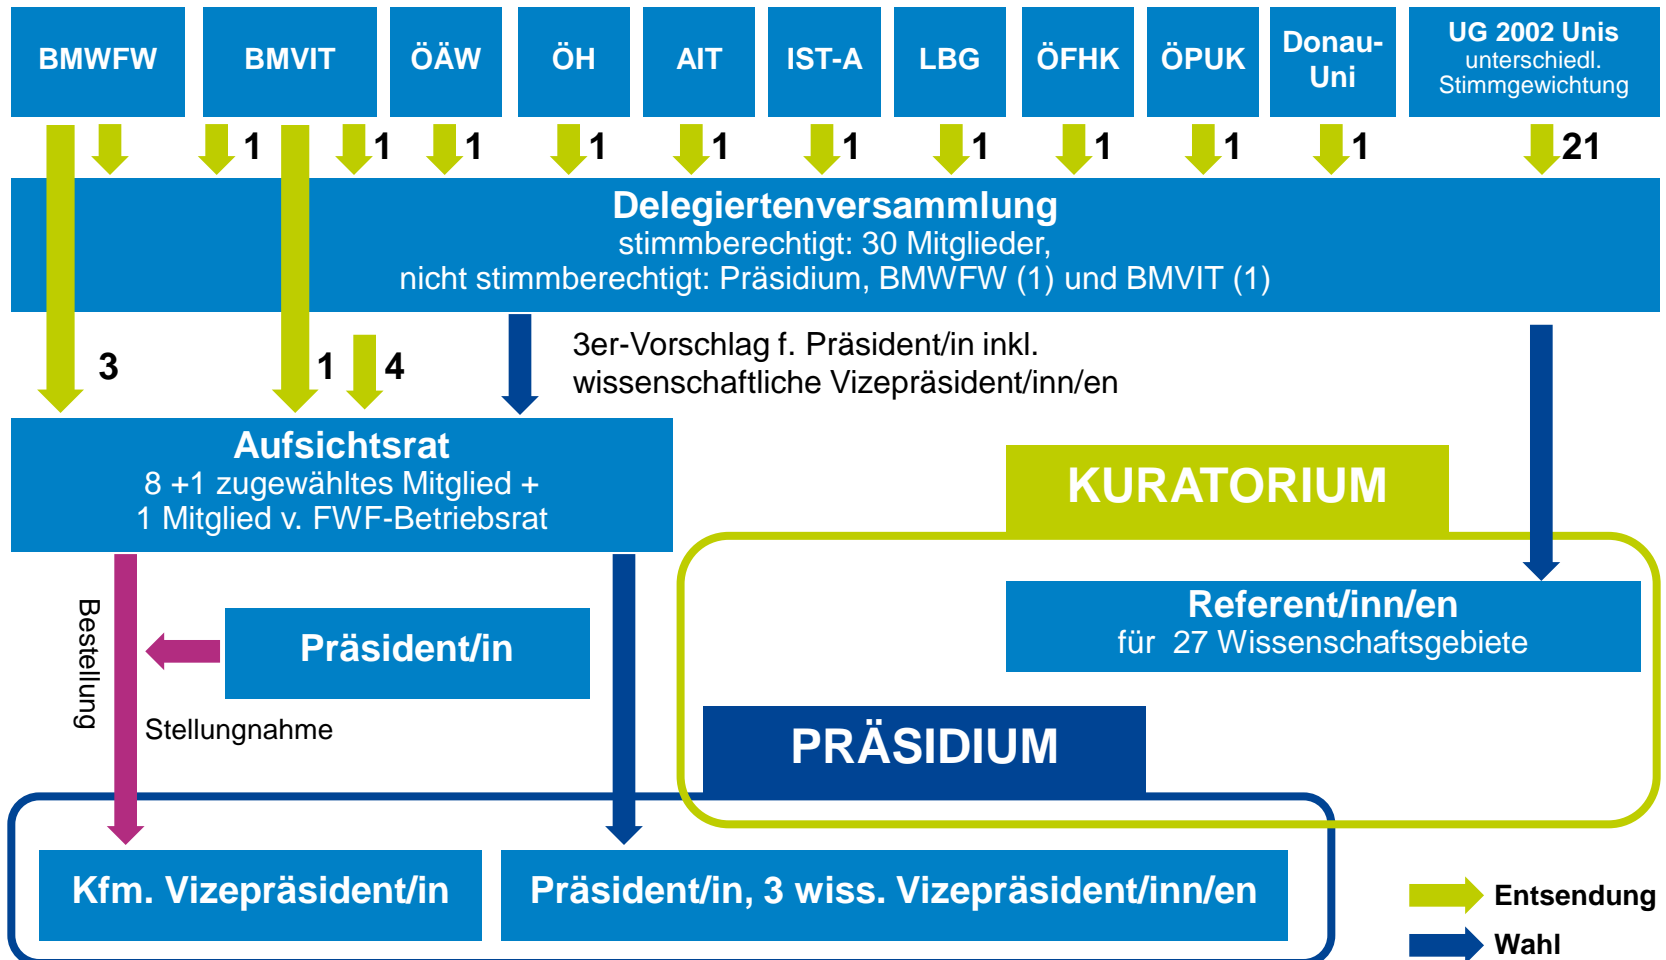 BMWFW
BMVIT
ÖÄW
ÖH
AIT
IST-A
LBG
ÖFHK
ÖPUK
Donau-
Uni
UG 2002 Unis
unterschiedl.
Stimmgewichtung
1 1 1 1 1 1 1 1 1 1 21
Delegiertenversammlung
stimmberechtigt: 30 Mitglieder,
nicht stimmberechtigt: Präsidium, BMWFW (1) und BMVIT (1)
3 1 4
3er-Vorschlag f. Präsident/in inkl.
wissenschaftliche Vizepräsident/inn/en
Aufsichtsrat
8 +1 zugewähltes Mitglied +
1 Mitglied v. FWF-Betriebsrat
KURATORIUM
Referent/inn/en
für 27 Wissenschaftsgebiete
Bestellung
Präsident/in
Stellungnahme
PRÄSIDIUM
Kfm. Vizepräsident/in
Präsident/in, 3 wiss. Vizepräsident/inn/en
Entsendung
Wahl